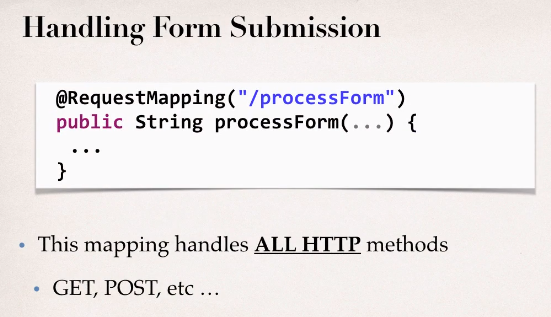 Handling Form Submission
@RequestMapping("/processForm")
public String processForm(...) {
...
}
• This mapping handles ALL HTTP methods
• GET, POST, etc …